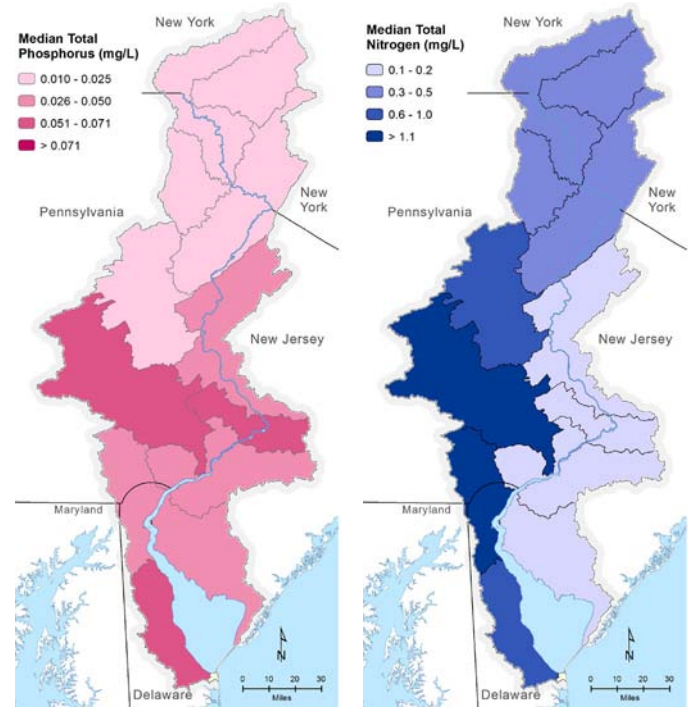 New York
Median Total
Phosphorus (mg/L)
0.010 - 0.025
0.026 - 0.050
0.051 - 0.071
> 0.071
New
York
Pennsylvania
New Jersey
Maryland
Delaware
N
0 10 20 30
Miles
New York
Median Total
Nitrogen (mg/L)
0.1 - 0.2
0.3 - 0.5
0.6 - 1.0
> 1.1
New
York
Pennsylvania
New Jersey
Maryland
Delaware
N
0 10 20 30
Miles